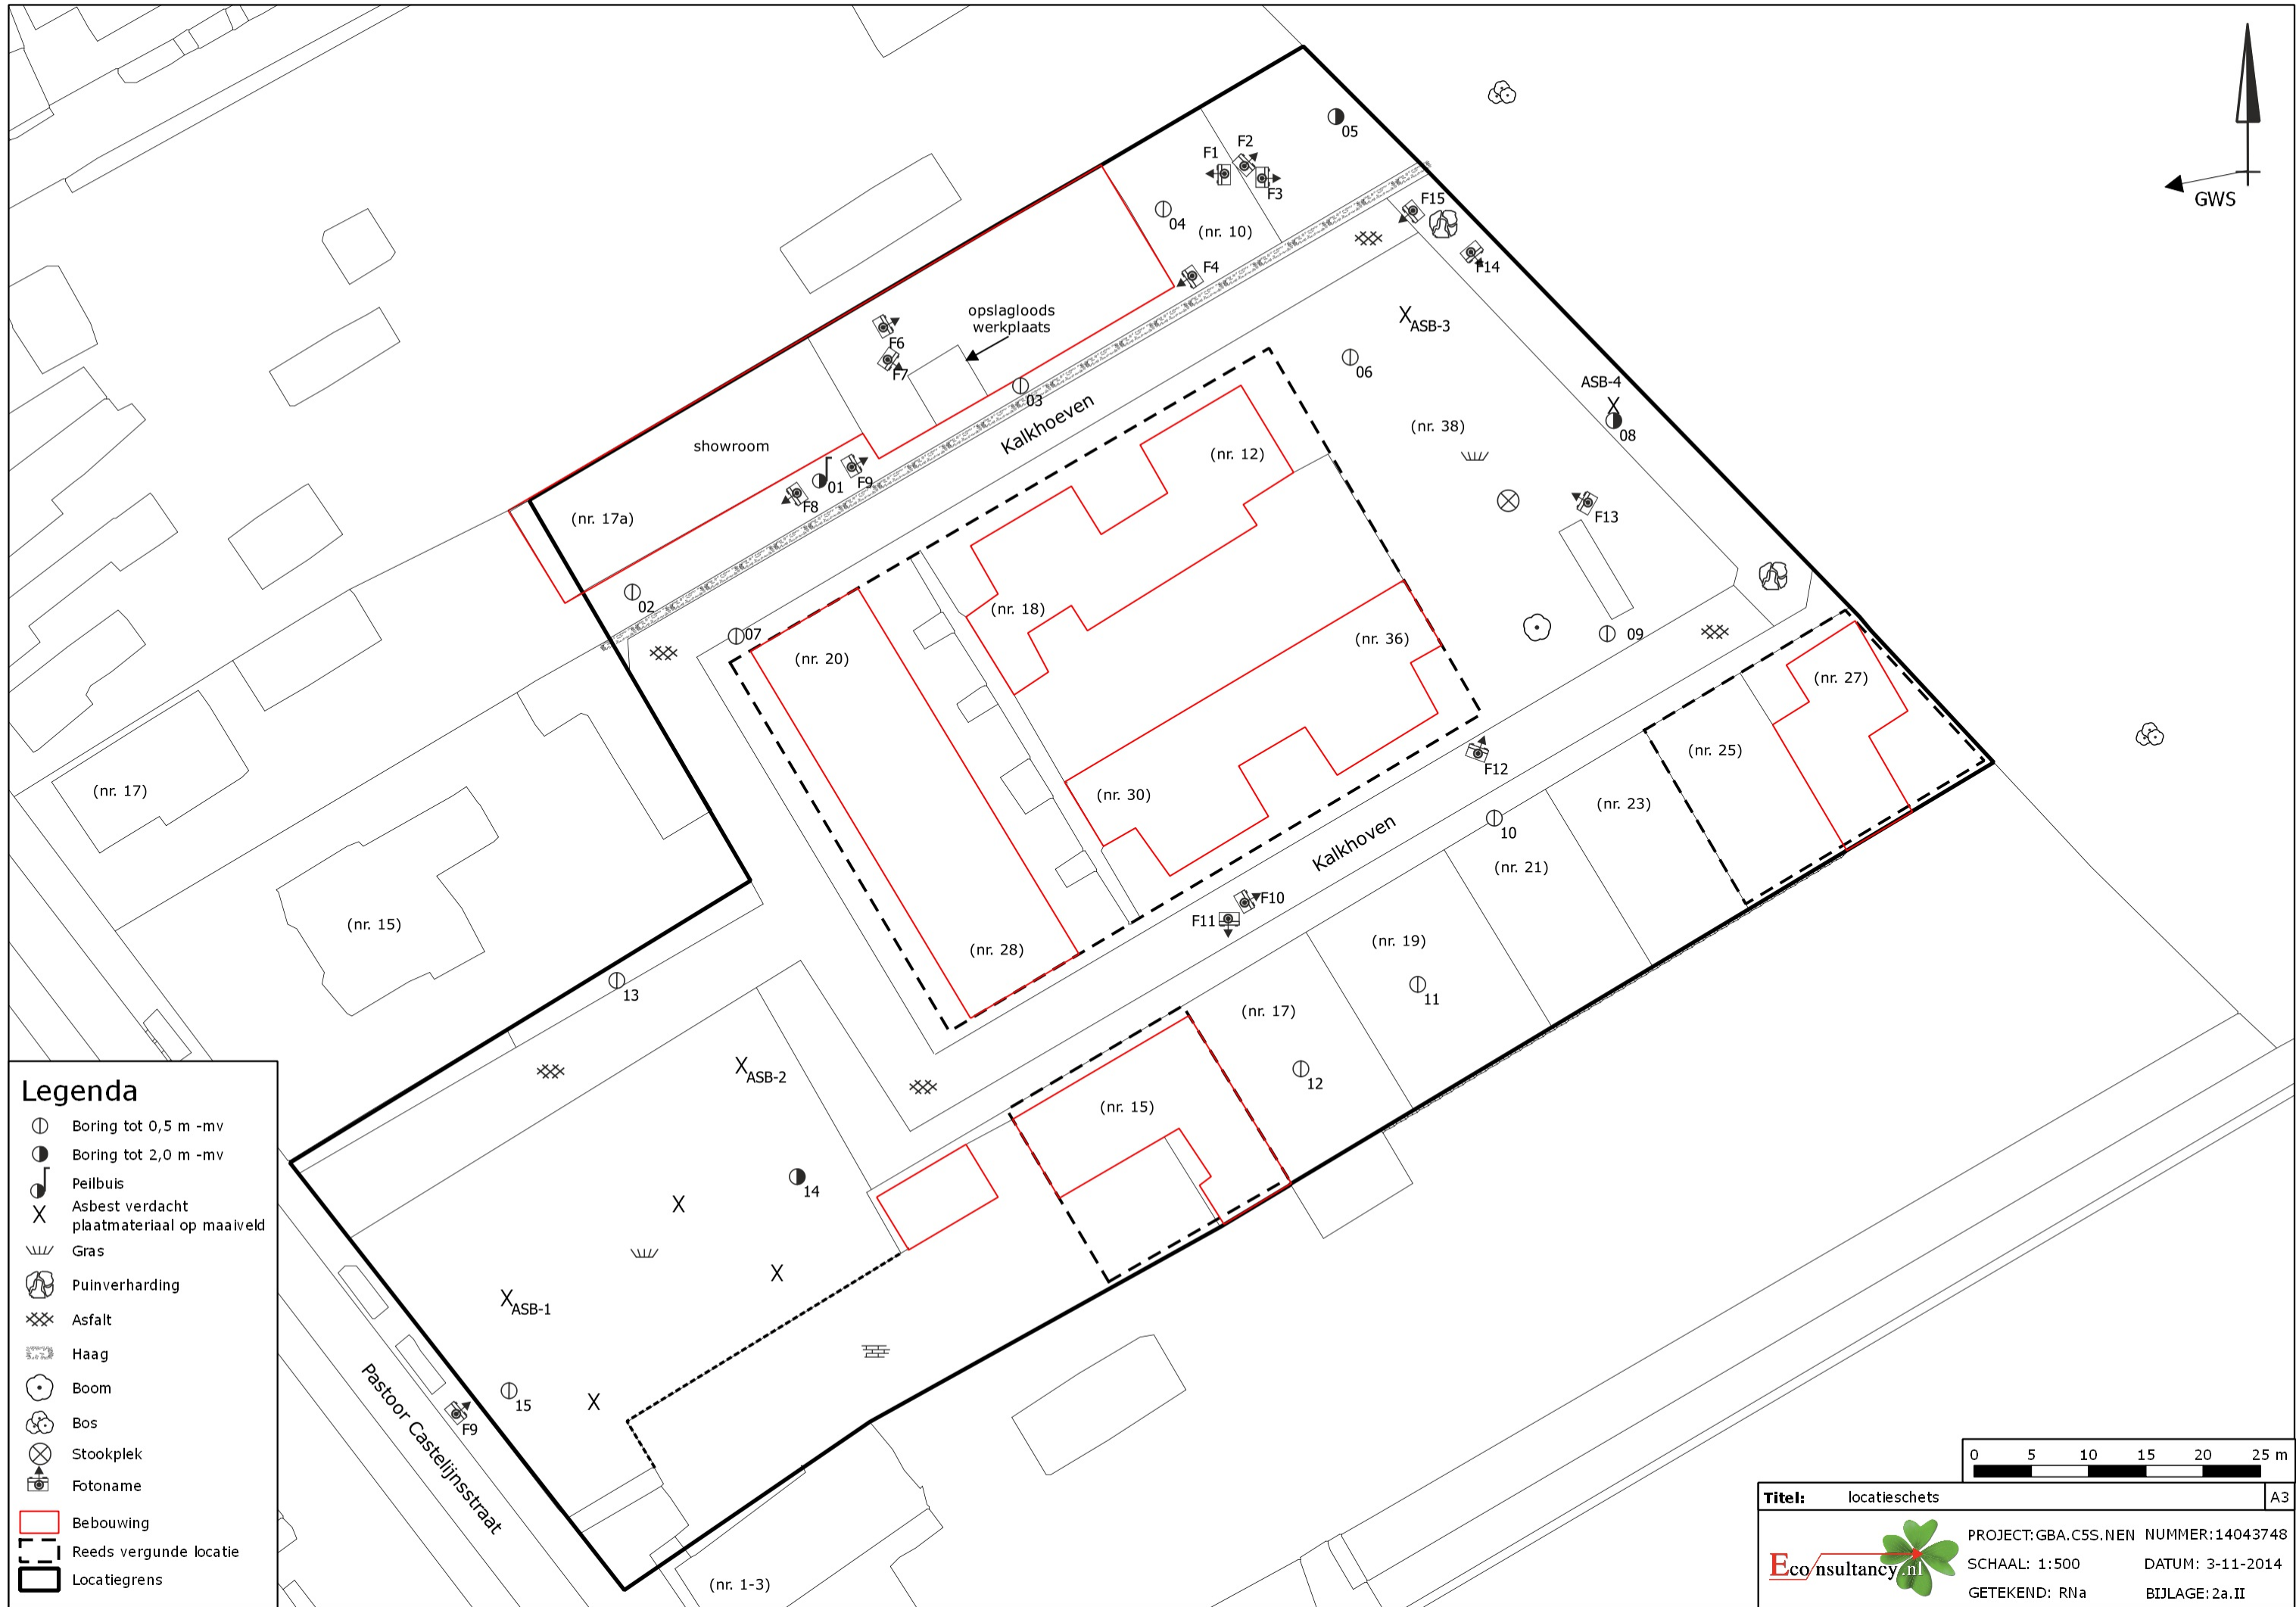 05
F1
F2
F3
F15
GWS
04
(nr. 10)
F4
F14
opslagloods
werkplaats
F6
F7
ASB-3
06
03
Kalkhoeven
ASB-4
08
showroom
(nr. 38)
(nr. 12)
01
F9
F8
(nr. 17a)
F13
02
07
(nr. 18)
(nr. 20)
(nr. 36)
09
(nr. 27)
(nr. 25)
(nr. 17)
(nr. 30)
F12
(nr. 23)
10
Kalkhoven
(nr. 21)
(nr. 15)
F10
F11
(nr. 28)
(nr. 19)
11
13
(nr. 17)
ASB-2
12
(nr. 15)
14
ASB-1
15
F9
Pastoor Castelijnsstraat
(nr. 1-3)
Legenda
Boring tot 0,5 m -mv
Boring tot 2,0 m -mv
Peilbuis
Asbest verdacht
plaatmateriaal op maaiveld
Gras
Puinverharding
Asfalt
Haag
Boom
Bos
Stookplek
Fotoname
Bebouwing
Reeds vergunde locatie
Locatiegrens
0 5 10 15 20 25 m
Titel: locatieschets A3
Econsultancy.nl
PROJECT:GBA.C5S.NEN NUMMER:14043748
SCHAAL: 1:500 DATUM: 3-11-2014
GETEKEND: RNa BIJLAGE:2a.II